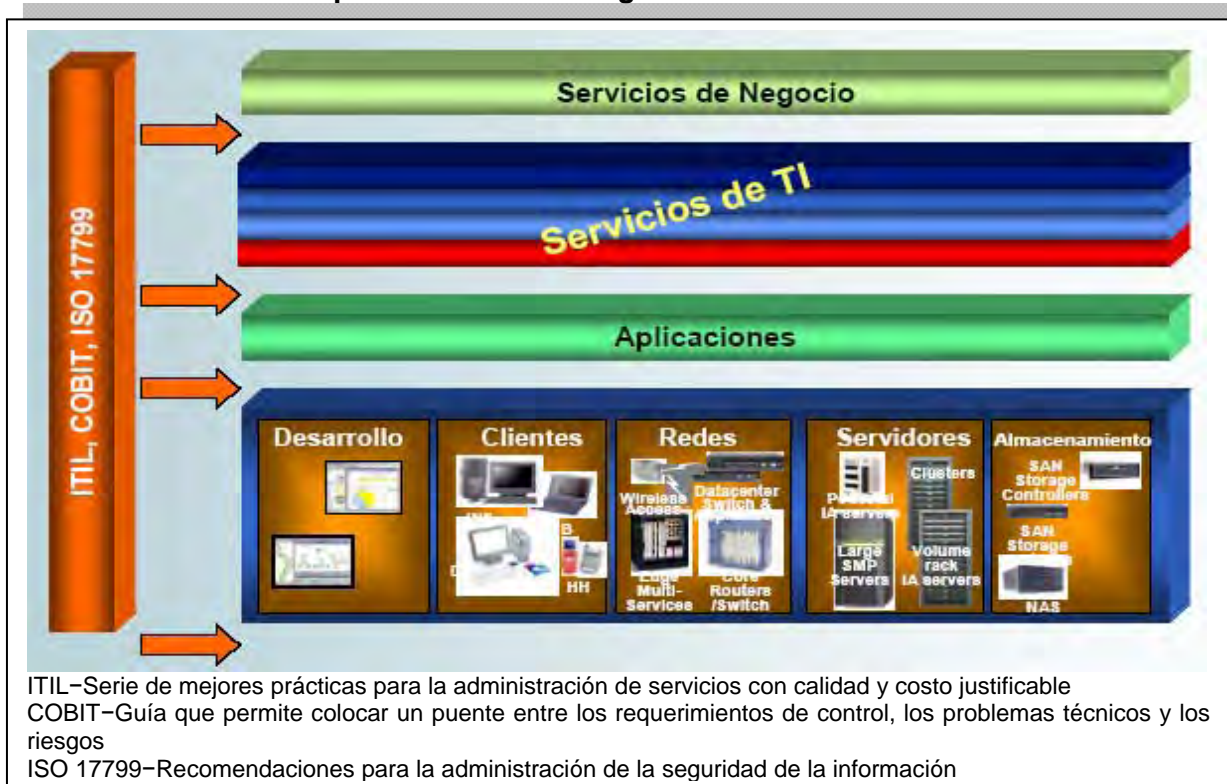 Servicios de Negocio
Servicios de TI
ITIL, COBIT, ISO 17799
Aplicaciones
Desarrollo
Clientes
HH
Redes
Wireless
Access
Datacenter
Switch &
Edge
Multi-
Services
Core
Routers
/Switch
Servidores
IA servers
Clusters
Large
SMP
Servers
Volume
rack
IA servers
Almacenamiento
SAN
Storage
Controllers
SAN
Storage
NAS
ITIL−Serie de mejores prácticas para la administración de servicios con calidad y costo justificable
COBIT−Guía que permite colocar un puente entre los requerimientos de control, los problemas técnicos y los
riesgos
ISO 17799−Recomendaciones para la administración de la seguridad de la información